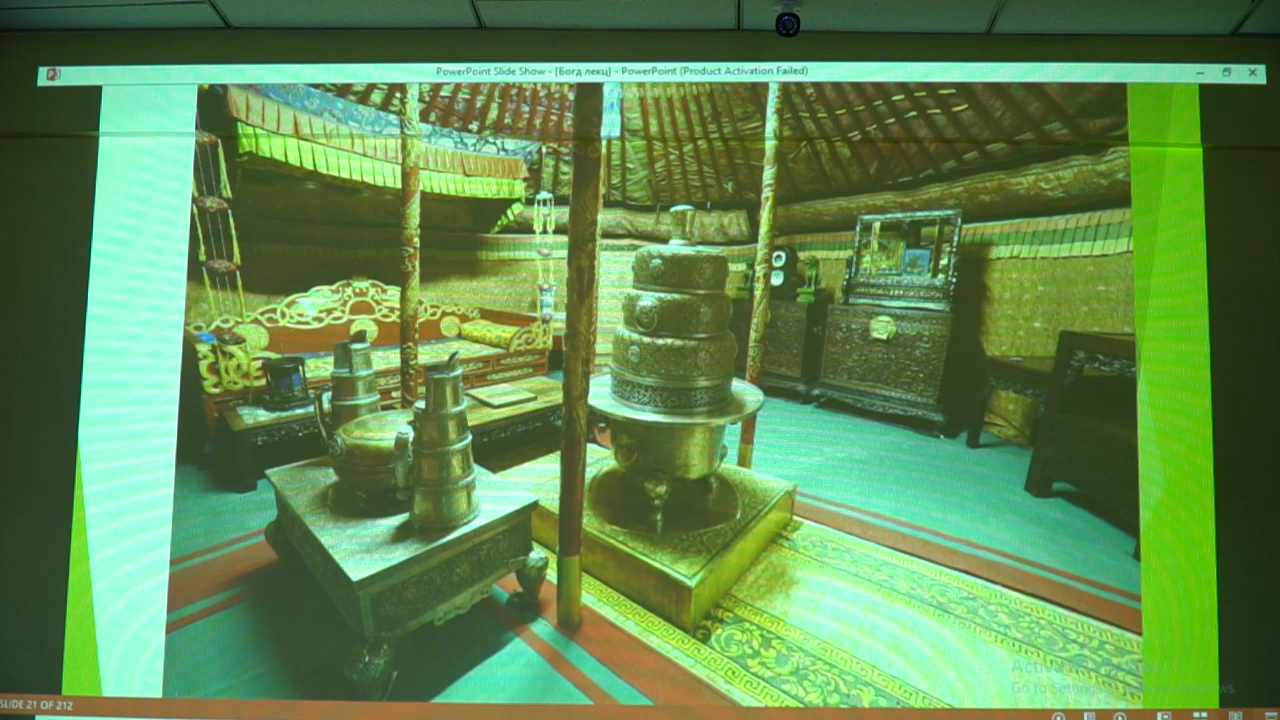 PowerPoint Slide Show - [Богд лекц] - PowerPoint (Product Activation Failed)
SLIDE 21 OF 212